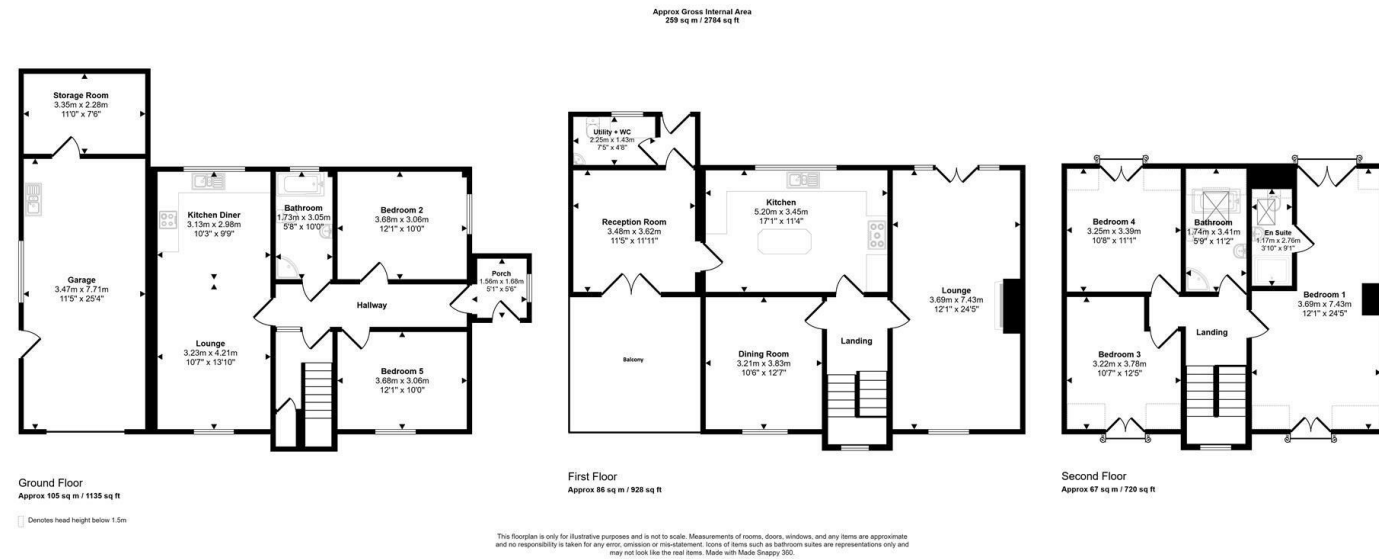 Approx Gross Internal Area
259 sq m / 2784 sq ft
Storage Room
3.35m x 2.28m
11'0" x 7'6"
Garage
3.47m x 7.71m
11'5" x 25'4"
Kitchen Diner
3.13m x 2.98m
10'3" x 9'9"
Lounge
3.23m x 4.21m
10'7" x 13'10"
Bathroom
1.73m x 3.05m
5'8" x 10'0"
Bedroom 2
3.68m x 3.06m
12'1" x 10'0"
Porch
1.56m x 1.68m
5'1" x 5'6"
Hallway
Bedroom 5
3.68m x 3.06m
12'1" x 10'0"
Ground Floor
Approx 105 sq m / 1135 sq ft
Denotes head height below 1.5m
Utility + WC
2.25m x 1.43m
7'5" x 4'8"
Reception Room
3.48m x 3.62m
11'5" x 11'11"
Kitchen
5.20m x 3.45m
17'1" x 11'4"
Lounge
3.69m x 7.43m
12'1" x 24'5"
Balcony
Dining Room
3.21m x 3.83m
10'6" x 12'7"
Landing
First Floor
Approx 86 sq m / 928 sq ft
Bedroom 4
3.25m x 3.39m
10'8" x 11'1"
Bathroom
1.74m x 3.41m
5'9" x 11'2"
En Suite
1.17m x 2.76m
3'10" x 9'1"
Bedroom 1
3.69m x 7.43m
12'1" x 24'5"
Bedroom 3
3.22m x 3.78m
10'7" x 12'5"
Landing
Second Floor
Approx 67 sq m / 720 sq ft
This floorplan is only for illustrative purposes and is not to scale. Measurements of rooms, doors, windows, and any items are approximate
and no responsibility is taken for any error, omission or mis-statement. Icons of items such as bathroom suites are representations only and
may not look like the real items. Made with Made Snappy 360.